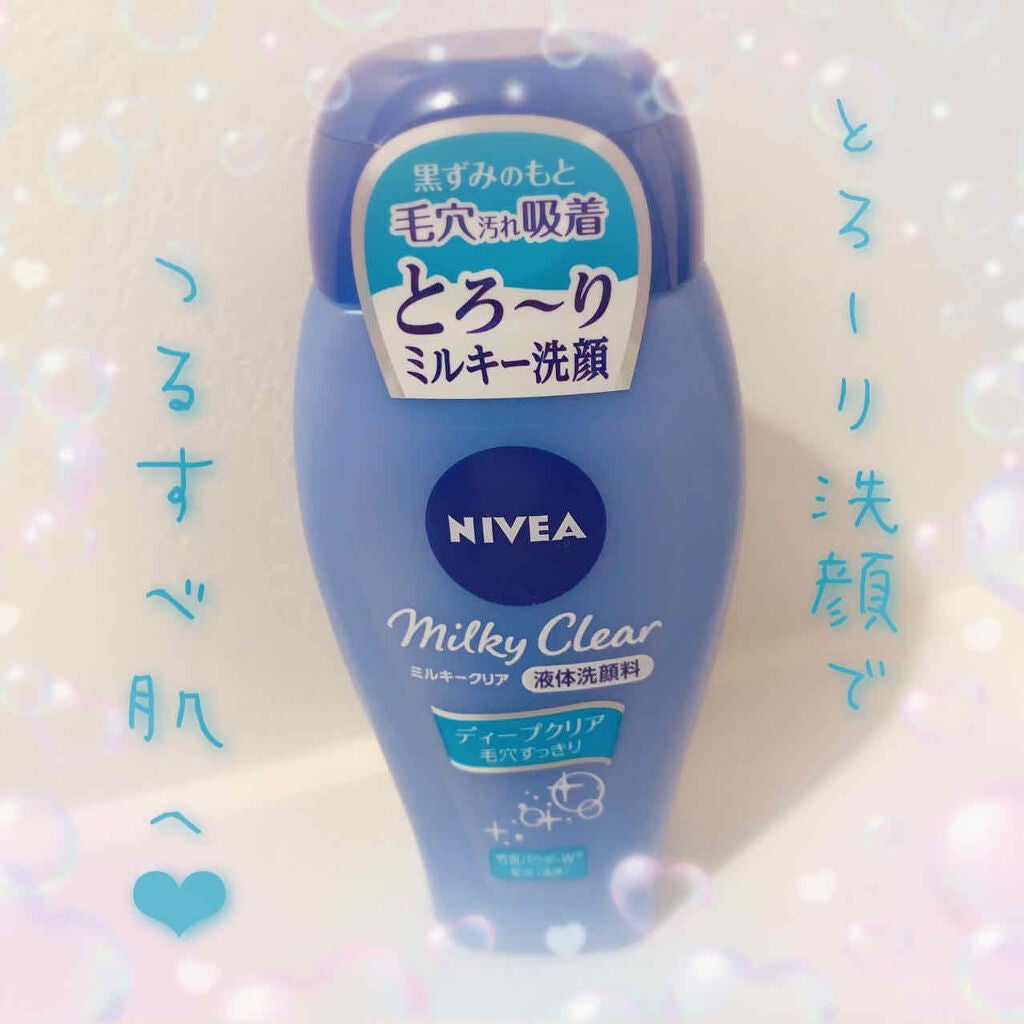 とろーり洗顔で
つるすべ肌へ
黒ずみのもと
毛穴汚れ吸着
とろ〜り
ミルキー洗顔
NIVEA
Milky Clear
ミルキークリア 液体洗顔料
ディープクリア
毛穴すっきり